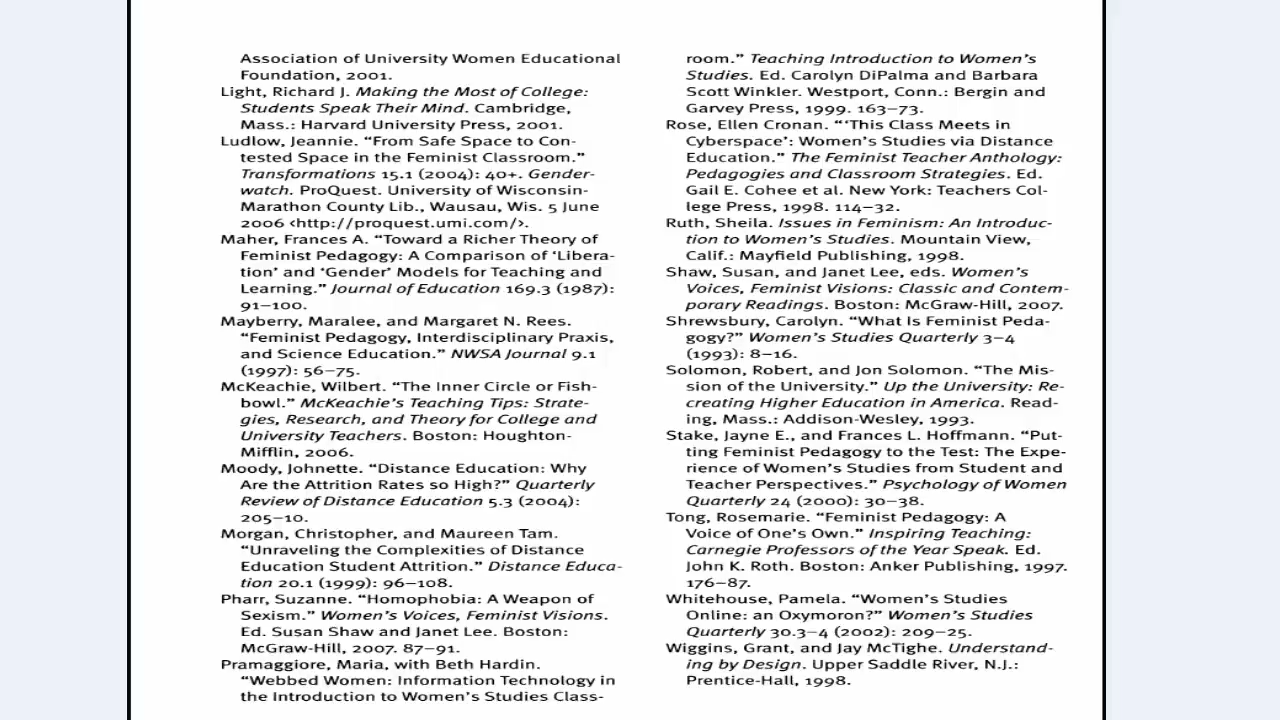 Association of University Women Educational
Foundation, 2001.
Light, Richard J. Making the Most of College:
Students Speak Their Mind. Cambridge,
Mass.: Harvard University Press, 2001.
Ludlow, Jeannie. “From Safe Space to Con-
tested Space in the Feminist Classroom.”
Transformations 15.1 (2004): 40+. Gender-
watch. ProQuest. University of Wisconsin-
Marathon County Lib., Wausau, Wis. 5 June
2006 <http://proquest.umi.com/>.
Maher, Frances A. “Toward a Richer Theory of
Feminist Pedagogy: A Comparison of ‘Libera-
tion’ and ‘Gender’ Models for Teaching and
Learning.” Journal of Education 169.3 (1987):
91–100.
Mayberry, Maralee, and Margaret N. Rees.
“Feminist Pedagogy, Interdisciplinary Praxis,
and Science Education.” NWSA Journal 9.1
(1997): 56–75.
McKeachie, Wilbert. “The Inner Circle or Fish-
bowl.” McKeachie’s Teaching Tips: Strate-
gies, Research, and Theory for College and
University Teachers. Boston: Houghton-
Mifflin, 2006.
Moody, Johnette. “Distance Education: Why
Are the Attrition Rates so High?” Quarterly
Review of Distance Education 5.3 (2004):
205–10.
Morgan, Christopher, and Maureen Tam.
“Unraveling the Complexities of Distance
Education Student Attrition.” Distance Educa-
tion 20.1 (1999): 96–108.
Pharr, Suzanne. “Homophobia: A Weapon of
Sexism.” Women’s Voices, Feminist Visions.
Ed. Susan Shaw and Janet Lee. Boston:
McGraw-Hill, 2007. 87–91.
Pramaggiore, Maria, with Beth Hardin.
“Webbed Women: Information Technology in
the Introduction to Women’s Studies Class-
room.” Teaching Introduction to Women’s
Studies. Ed. Carolyn DiPalma and Barbara
Scott Winkler. Westport, Conn.: Bergin and
Garvey Press, 1999. 163–73.
Rose, Ellen Cronan. “‘This Class Meets in
Cyberspace’: Women’s Studies via Distance
Education.” The Feminist Teacher Anthology:
Pedagogies and Classroom Strategies. Ed.
Gail E. Cohee et al. New York: Teachers Col-
lege Press, 1998. 114–32.
Ruth, Sheila. Issues in Feminism: An Introduc-
tion to Women’s Studies. Mountain View,
Calif.: Mayfield Publishing, 1998.
Shaw, Susan, and Janet Lee, eds. Women’s
Voices, Feminist Visions: Classic and Contem-
porary Readings. Boston: McGraw-Hill, 2007.
Shrewsbury, Carolyn. “What Is Feminist Peda-
gogy?” Women’s Studies Quarterly 3–4
(1993): 8–16.
Solomon, Robert, and Jon Solomon. “The Mis-
sion of the University.” Up the University: Re-
creating Higher Education in America. Read-
ing, Mass.: Addison-Wesley, 1993.
Stake, Jayne E., and Frances L. Hoffmann. “Put-
ting Feminist Pedagogy to the Test: The Expe-
rience of Women’s Studies from Student and
Teacher Perspectives.” Psychology of Women
Quarterly 24 (2000): 30–38.
Tong, Rosemarie. “Feminist Pedagogy: A
Voice of One’s Own.” Inspiring Teaching:
Carnegie Professors of the Year Speak. Ed.
John K. Roth. Boston: Anker Publishing, 1997.
176–87.
Whitehouse, Pamela. “Women’s Studies
Online: an Oxymoron?” Women’s Studies
Quarterly 30.3–4 (2002): 209–25.
Wiggins, Grant, and Jay McTighe. Understand-
ing by Design. Upper Saddle River, N.J.:
Prentice-Hall, 1998.